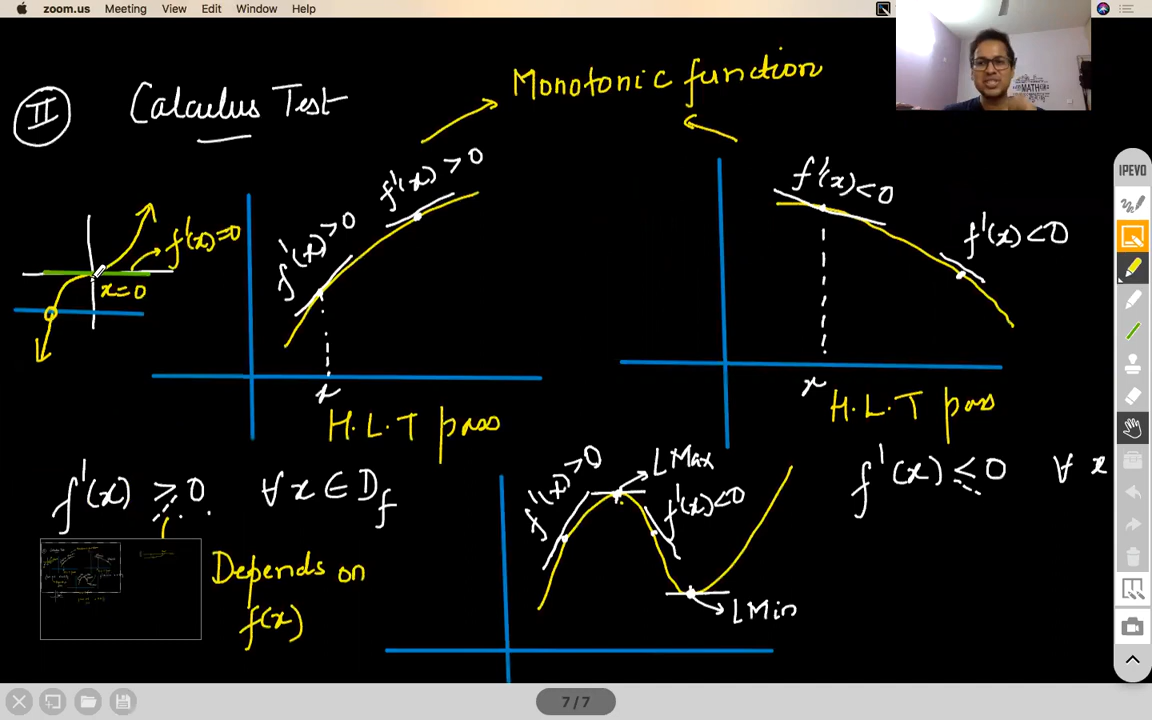 zoom.us Meeting View Edit Window Help
II Calculus Test
Monotonic function
f'(x)=0
x=0
f'(x)>0
f'(x)>0
x
H.L.T pass
f'(x)<0
f'(x)<0
x
H.L.T pass
f'(x) ≥ 0 ∀ x ∈ Df
Depends on
f(x)
f'(x)>0
LMax
f'(x)<0
LMin
f'(x) ≤ 0 ∀ x
IPEVO
7/7